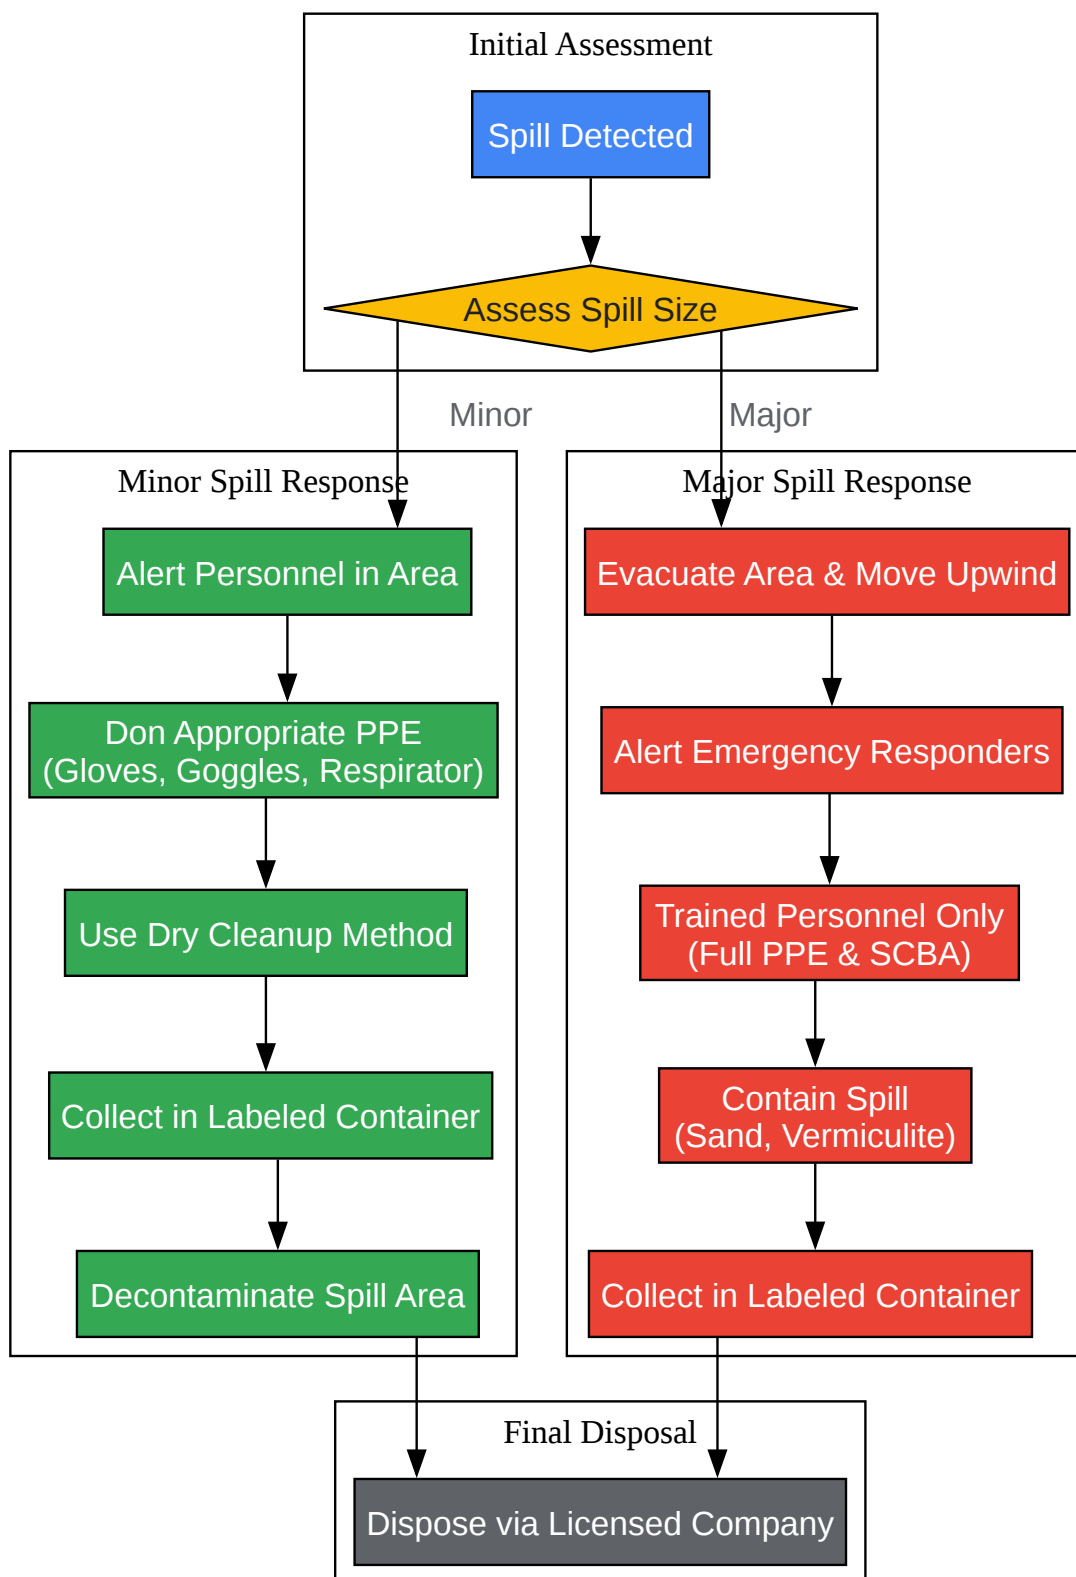 Initial Assessment
Spill Detected
Assess Spill Size
Minor
Major
Minor Spill Response
Alert Personnel in Area
Don Appropriate PPE
(Gloves, Goggles, Respirator)
Use Dry Cleanup Method
Collect in Labeled Container
Decontaminate Spill Area
Major Spill Response
Evacuate Area & Move Upwind
Alert Emergency Responders
Trained Personnel Only
(Full PPE & SCBA)
Contain Spill
(Sand, Vermiculite)
Collect in Labeled Container
Final Disposal
Dispose via Licensed Company